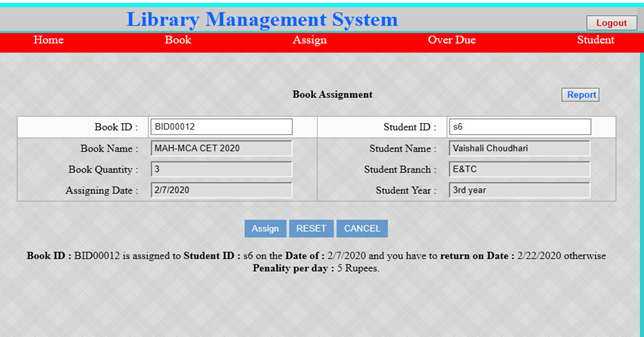 Library Management System
Logout
Home Book Assign Over Due Student
Book Assignment
Report
Book ID : BID00012 Student ID : s6
Book Name : MAH-MCA CET 2020 Student Name : Vaishali Choudhari
Book Quantity : 3 Student Branch : E&TC
Assigning Date : 2/7/2020 Student Year : 3rd year
Assign RESET CANCEL
Book ID : BID00012 is assigned to Student ID : s6 on the Date of : 2/7/2020 and you have to return on Date : 2/22/2020 otherwise
Penality per day : 5 Rupees.